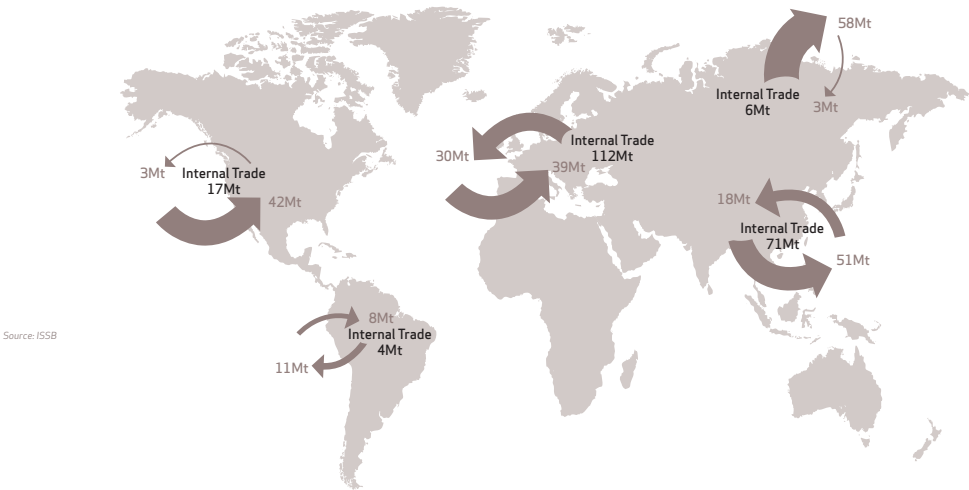 58Mt
Internal Trade
6Mt
3Mt
Internal Trade
112Mt
30Mt
39Mt
3Mt
Internal Trade
17Mt
42Mt
18Mt
Internal Trade
71Mt
51Mt
8Mt
Internal Trade
4Mt
11Mt
Source: ISSB